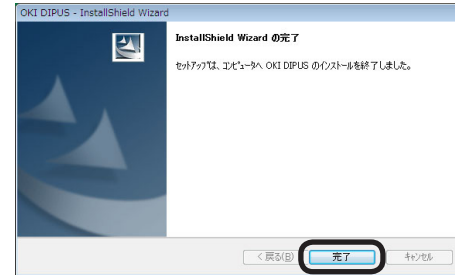 OKI DIPUS - InstallShield Wizard
InstallShield Wizard の完了
セットアップは、コンピュータへ OKI DIPUS のインストールを終了しました。
< 戻る(B)
完了
キャンセル